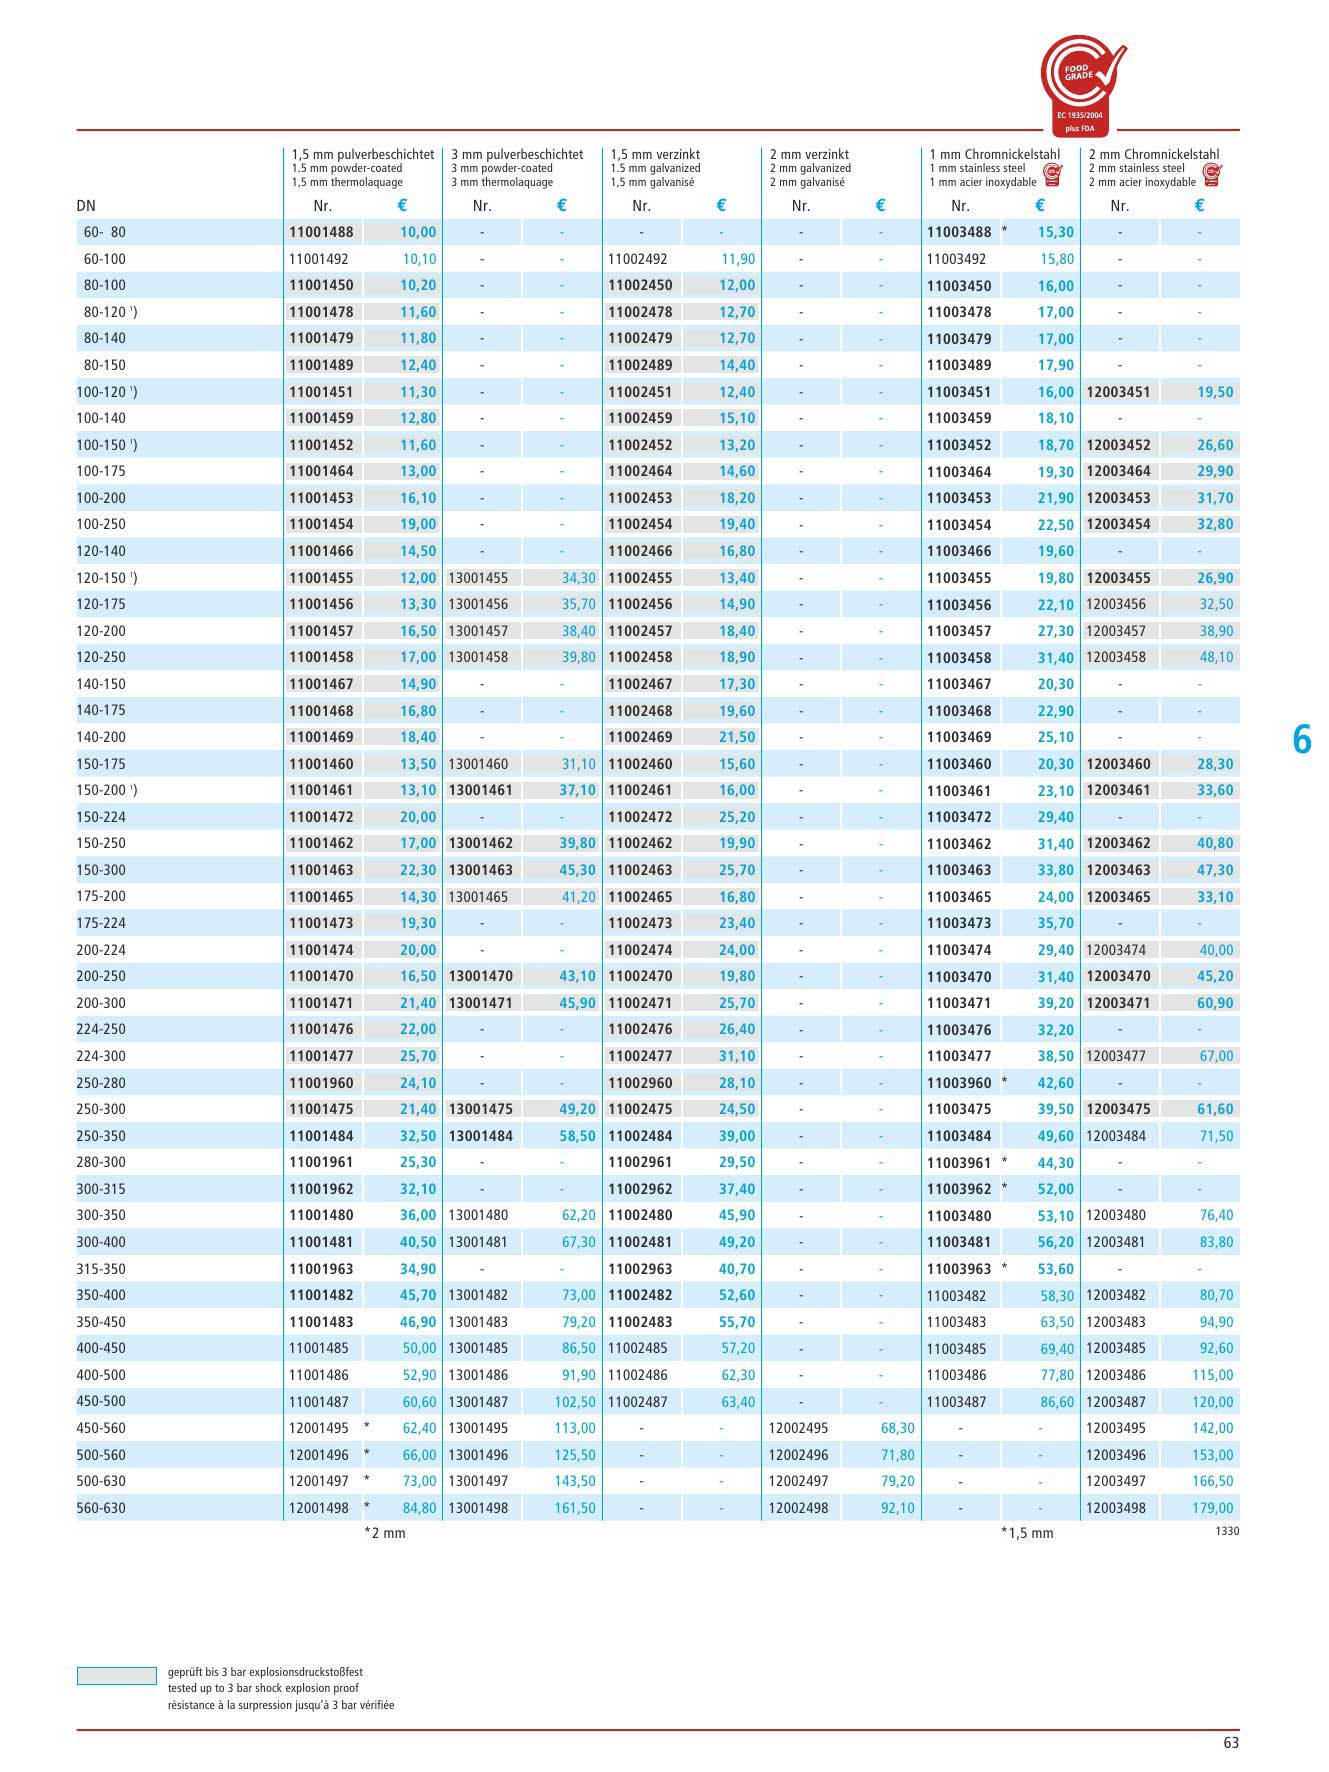 FOOD
GRADE
EC 1935/2004
plus FDA
1,5 mm pulverbeschichtet 3 mm pulverbeschichtet 1,5 mm verzinkt 2 mm verzinkt 1 mm Chromnickelstahl 2 mm Chromnickelstahl
1.5 mm powder-coated 3 mm powder-coated 1.5 mm galvanized 2 mm galvanized 1 mm stainless steel 2 mm stainless steel
1,5 mm thermolaquage 3 mm thermolaquage 1,5 mm galvanisé 2 mm galvanisé 1 mm acier inoxydable 2 mm acier inoxydable
DN Nr. € Nr. € Nr. € Nr. € Nr. € Nr. €
60- 80 11001488 10,00 - - - - - - 11003488 * 15,30 - -
60-100 11001492 10,10 - - 11002492 11,90 - - 11003492 15,80 - -
80-100 11001450 10,20 - - 11002450 12,00 - - 11003450 16,00 - -
80-120 ¹) 11001478 11,60 - - 11002478 12,70 - - 11003478 17,00 - -
80-140 11001479 11,80 - - 11002479 12,70 - - 11003479 17,00 - -
80-150 11001489 12,40 - - 11002489 14,40 - - 11003489 17,90 - -
100-120 ¹) 11001451 11,30 - - 11002451 12,40 - - 11003451 16,00 12003451 19,50
100-140 11001459 12,80 - - 11002459 15,10 - - 11003459 18,10 - -
100-150 ¹) 11001452 11,60 - - 11002452 13,20 - - 11003452 18,70 12003452 26,60
100-175 11001464 13,00 - - 11002464 14,60 - - 11003464 19,30 12003464 29,90
100-200 11001453 16,10 - - 11002453 18,20 - - 11003453 21,90 12003453 31,70
100-250 11001454 19,00 - - 11002454 19,40 - - 11003454 22,50 12003454 32,80
120-140 11001466 14,50 - - 11002466 16,80 - - 11003466 19,60 - -
120-150 ¹) 11001455 12,00 13001455 34,30 11002455 13,40 - - 11003455 19,80 12003455 26,90
120-175 11001456 13,30 13001456 35,70 11002456 14,90 - - 11003456 22,10 12003456 32,50
120-200 11001457 16,50 13001457 38,40 11002457 18,40 - - 11003457 27,30 12003457 38,90
120-250 11001458 17,00 13001458 39,80 11002458 18,90 - - 11003458 31,40 12003458 48,10
140-150 11001467 14,90 - - 11002467 17,30 - - 11003467 20,30 - -
140-175 11001468 16,80 - - 11002468 19,60 - - 11003468 22,90 - -
140-200 11001469 18,40 - - 11002469 21,50 - - 11003469 25,10 - -
150-175 11001460 13,50 13001460 31,10 11002460 15,60 - - 11003460 20,30 12003460 28,30
150-200 ¹) 11001461 13,10 13001461 37,10 11002461 16,00 - - 11003461 23,10 12003461 33,60
150-224 11001472 20,00 - - 11002472 25,20 - - 11003472 29,40 - -
150-250 11001462 17,00 13001462 39,80 11002462 19,90 - - 11003462 31,40 12003462 40,80
150-300 11001463 22,30 13001463 45,30 11002463 25,70 - - 11003463 33,80 12003463 47,30
175-200 11001465 14,30 13001465 41,20 11002465 16,80 - - 11003465 24,00 12003465 33,10
175-224 11001473 19,30 - - 11002473 23,40 - - 11003473 35,70 - -
200-224 11001474 20,00 - - 11002474 24,00 - - 11003474 29,40 12003474 40,00
200-250 11001470 16,50 13001470 43,10 11002470 19,80 - - 11003470 31,40 12003470 45,20
200-300 11001471 21,40 13001471 45,90 11002471 25,70 - - 11003471 39,20 12003471 60,90
224-250 11001476 22,00 - - 11002476 26,40 - - 11003476 32,20 - -
224-300 11001477 25,70 - - 11002477 31,10 - - 11003477 38,50 12003477 67,00
250-280 11001960 24,10 - - 11002960 28,10 - - 11003960 * 42,60 - -
250-300 11001475 21,40 13001475 49,20 11002475 24,50 - - 11003475 39,50 12003475 61,60
250-350 11001484 32,50 13001484 58,50 11002484 39,00 - - 11003484 49,60 12003484 71,50
280-300 11001961 25,30 - - 11002961 29,50 - - 11003961 * 44,30 - -
300-315 11001962 32,10 - - 11002962 37,40 - - 11003962 * 52,00 - -
300-350 11001480 36,00 13001480 62,20 11002480 45,90 - - 11003480 53,10 12003480 76,40
300-400 11001481 40,50 13001481 67,30 11002481 49,20 - - 11003481 56,20 12003481 83,80
315-350 11001963 34,90 - - 11002963 40,70 - - 11003963 * 53,60 - -
350-400 11001482 45,70 13001482 73,00 11002482 52,60 - - 11003482 58,30 12003482 80,70
350-450 11001483 46,90 13001483 79,20 11002483 55,70 - - 11003483 63,50 12003483 94,90
400-450 11001485 50,00 13001485 86,50 11002485 57,20 - - 11003485 69,40 12003485 92,60
400-500 11001486 52,90 13001486 91,90 11002486 62,30 - - 11003486 77,80 12003486 115,00
450-500 11001487 60,60 13001487 102,50 11002487 63,40 - - 11003487 86,60 12003487 120,00
450-560 12001495 * 62,40 13001495 113,00 - - 12002495 68,30 - - 12003495 142,00
500-560 12001496 * 66,00 13001496 125,50 - - 12002496 71,80 - - 12003496 153,00
500-630 12001497 * 73,00 13001497 143,50 - - 12002497 79,20 - - 12003497 166,50
560-630 12001498 * 84,80 13001498 161,50 - - 12002498 92,10 - - 12003498 179,00
*2 mm *1,5 mm 1330
6
geprüft bis 3 bar explosionsdruckstoßfest
tested up to 3 bar shock explosion proof
résistance à la surpression jusqu'à 3 bar vérifiée
63